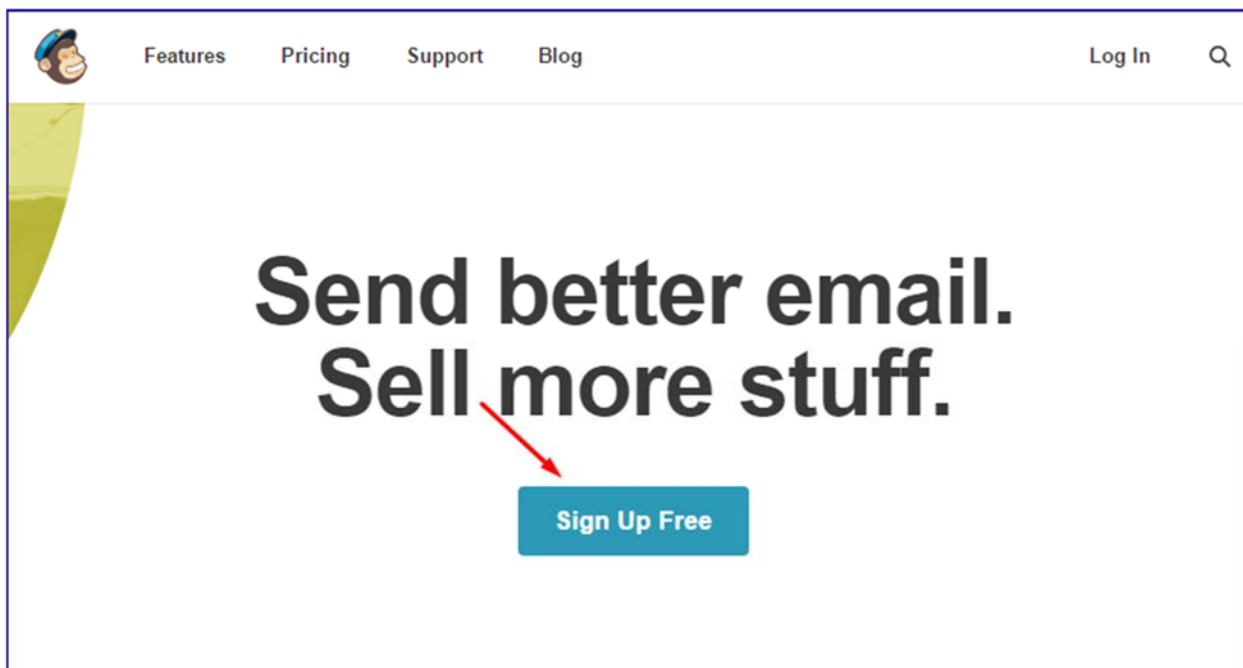 Features Pricing Support Blog Log In
Send better email.
Sell more stuff.
Sign Up Free